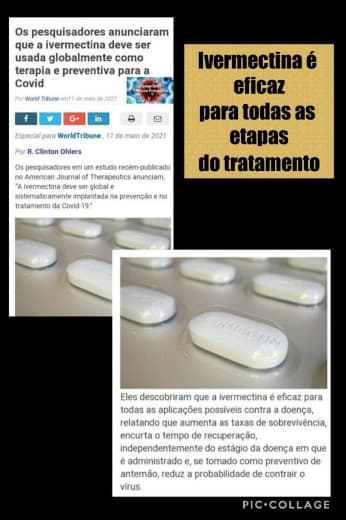 Os pesquisadores anunciaram
que a ivermectina deve ser
usada globalmente como
terapia e preventiva para a
Covid
Por World Tribune em 11 de maio de 2021
Especial para WorldTribune , 11 de maio de 2021
Por R. Clinton Ohlers
Os pesquisadores em um estudo recém-publicado
no American Journal of Therapeutics anunciam,
“A ivermectina deve ser global e
sistematicamente implantada na prevenção e no
tratamento da Covid-19.”
Ivermectina é
eficaz
para todas as
etapas
do tratamento
Eles descobriram que a ivermectina é eficaz para
todas as aplicações possíveis contra a doença,
relatando que aumenta as taxas de sobrevivência,
encurta o tempo de recuperação,
independentemente do estágio da doença em que
é administrado e, se tomado como preventivo de
antemão, reduz a probabilidade de contrair o
vírus.
PIC•COLLAGE